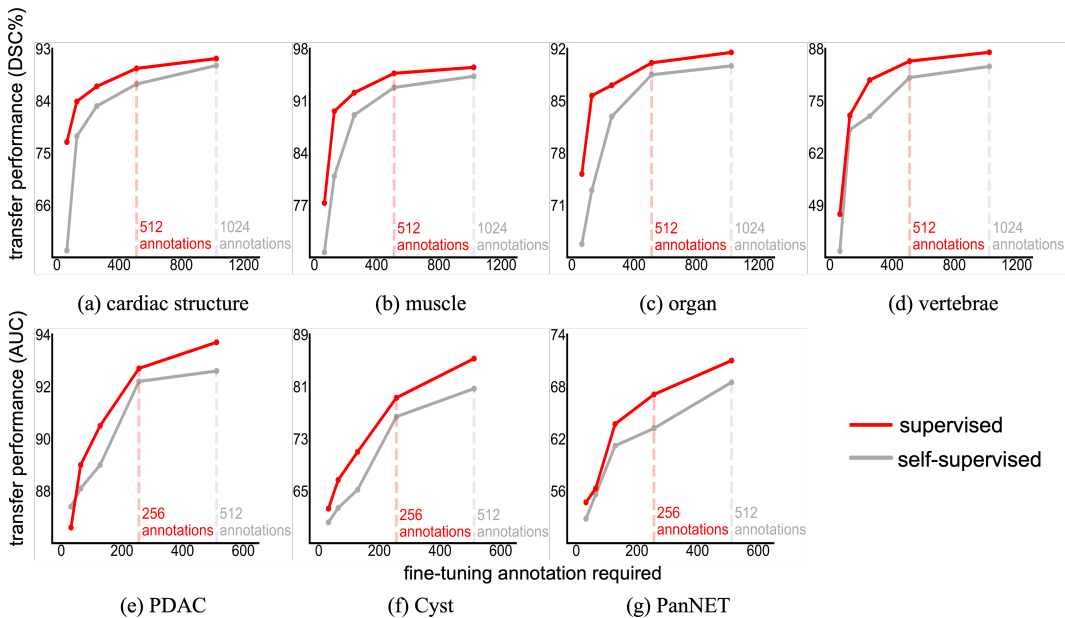 transfer performance (DSC%)
93
84
75
66
512
annotations
1024
annotations
0
400
800
1200
(a) cardiac structure
98
91
84
77
512
annotations
1024
annotations
0
400
800
1200
(b) muscle
92
85
78
71
512
annotations
1024
annotations
0
400
800
1200
(c) organ
88
75
62
49
512
annotations
1024
annotations
0
400
800
1200
(d) vertebrae
transfer performance (AUC)
94
92
90
88
256
annotations
512
annotations
0
200
400
600
(e) PDAC
89
81
73
65
256
annotations
512
annotations
0
200
400
600
(f) Cyst
74
68
62
56
256
annotations
512
annotations
0
200
400
600
(g) PanNET
fine-tuning annotation required
supervised
self-supervised